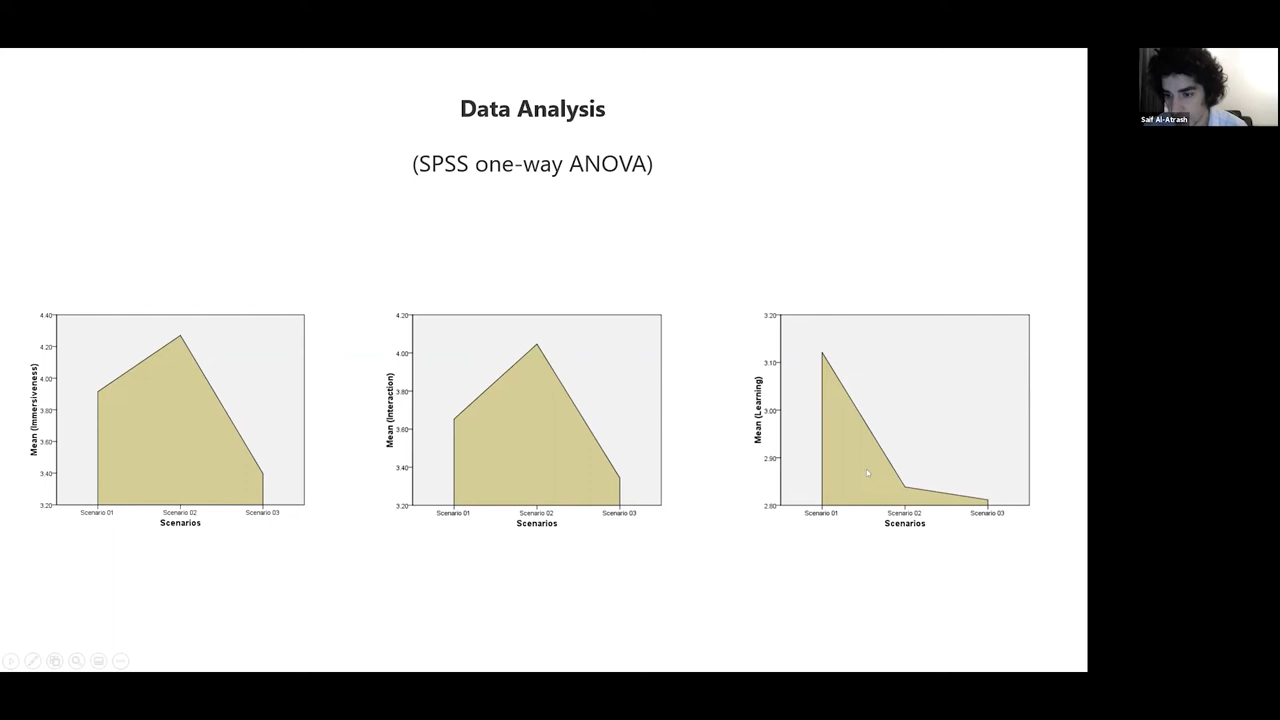 Data Analysis
(SPSS one-way ANOVA)
Saif Al-Atrash
4.40
4.20
4.00
3.80
3.60
3.40
3.20
Mean (Immersiveness)
Scenario 01 Scenario 02 Scenario 03
Scenarios
4.20
4.00
3.80
3.60
3.40
3.20
Mean (Interaction)
Scenario 01 Scenario 02 Scenario 03
Scenarios
3.20
3.10
3.00
2.90
2.80
Mean (Learning)
Scenario 01 Scenario 02 Scenario 03
Scenarios